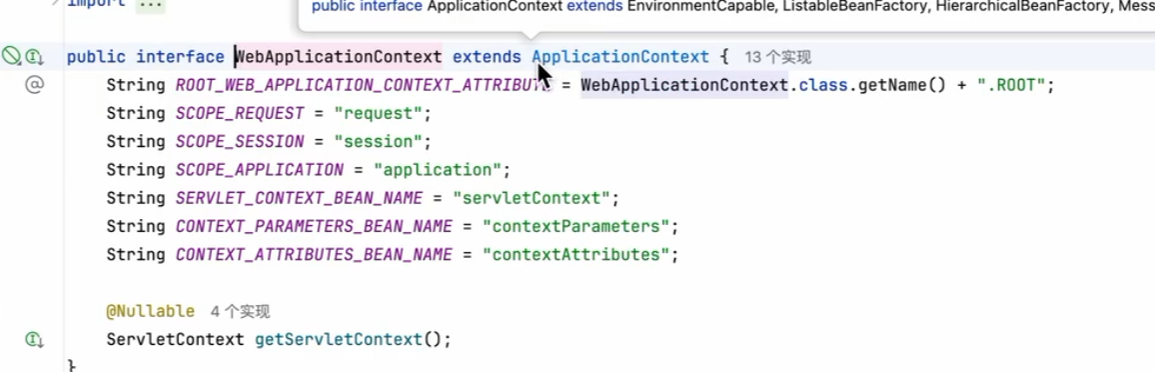 import ...
public interface ApplicationContext extends EnvironmentCapable, ListableBeanFactory, HierarchicalBeanFactory, Mess
public interface WebApplicationContext extends ApplicationContext { 13 个实现
String ROOT_WEB_APPLICATION_CONTEXT_ATTRIBUTE = WebApplicationContext.class.getName() + ".ROOT";
String SCOPE_REQUEST = "request";
String SCOPE_SESSION = "session";
String SCOPE_APPLICATION = "application";
String SERVLET_CONTEXT_BEAN_NAME = "servletContext";
String CONTEXT_PARAMETERS_BEAN_NAME = "contextParameters";
String CONTEXT_ATTRIBUTES_BEAN_NAME = "contextAttributes";
@Nullable 4 个实现
ServletContext getServletContext();
}